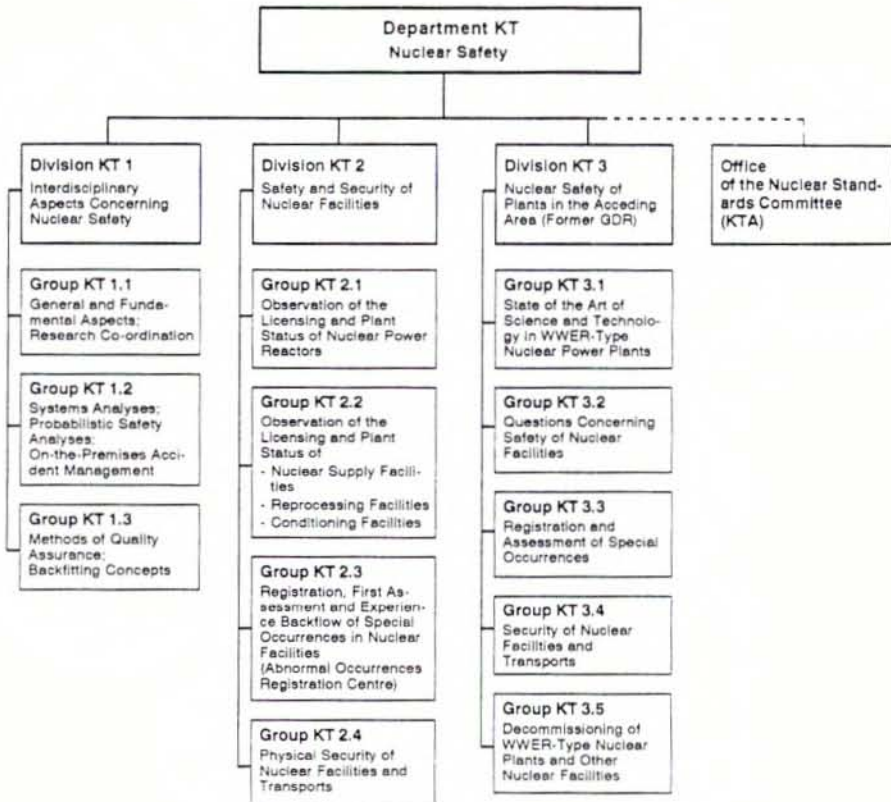 Department KT
Nuclear Safety
Division KT 1
Interdisciplinary
Aspects Concerning
Nuclear Safety
Group KT 1.1
General and Funda-
mental Aspects;
Research Co-ordination
Group KT 1.2
Systems Analyses;
Probabilistic Safety
Analyses;
On-the-Premises Acci-
dent Management
Group KT 1.3
Methods of Quality
Assurance;
Backfitting Concepts
Division KT 2
Safety and Security of
Nuclear Facilities
Group KT 2.1
Observation of the
Licensing and Plant
Status of Nuclear Power
Reactors
Group KT 2.2
Observation of the
Licensing and Plant
Status of
- Nuclear Supply Facili-
ties
- Reprocessing Facilities
- Conditioning Facilities
Group KT 2.3
Registration, First As-
sessment and Experien-
ce Backflow of Special
Occurrences in Nuclear
Facilities
(Abnormal Occurrences
Registration Centre)
Group KT 2.4
Physical Security of
Nuclear Facilities and
Transports
Division KT 3
Nuclear Safety of
Plants in the Acceding
Area (Former GDR)
Group KT 3.1
State of the Art of
Science and Technolo-
gy in WWER-Type
Nuclear Power Plants
Group KT 3.2
Questions Concerning
Safety of Nuclear
Facilities
Group KT 3.3
Registration and
Assessment of Special
Occurrences
Group KT 3.4
Security of Nuclear
Facilities and
Transports
Group KT 3.5
Decommissioning of
WWER-Type Nuclear
Plants and Other
Nuclear Facilities
Office
of the Nuclear Stand-
ards Committee
(KTA)